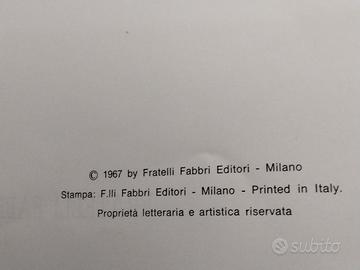 © 1967 by Fratelli Fabbri Editori - Milano
Stampa: F.lli Fabbri Editori - Milano - Printed in Italy.
Proprietà letteraria e artistica riservata
subito